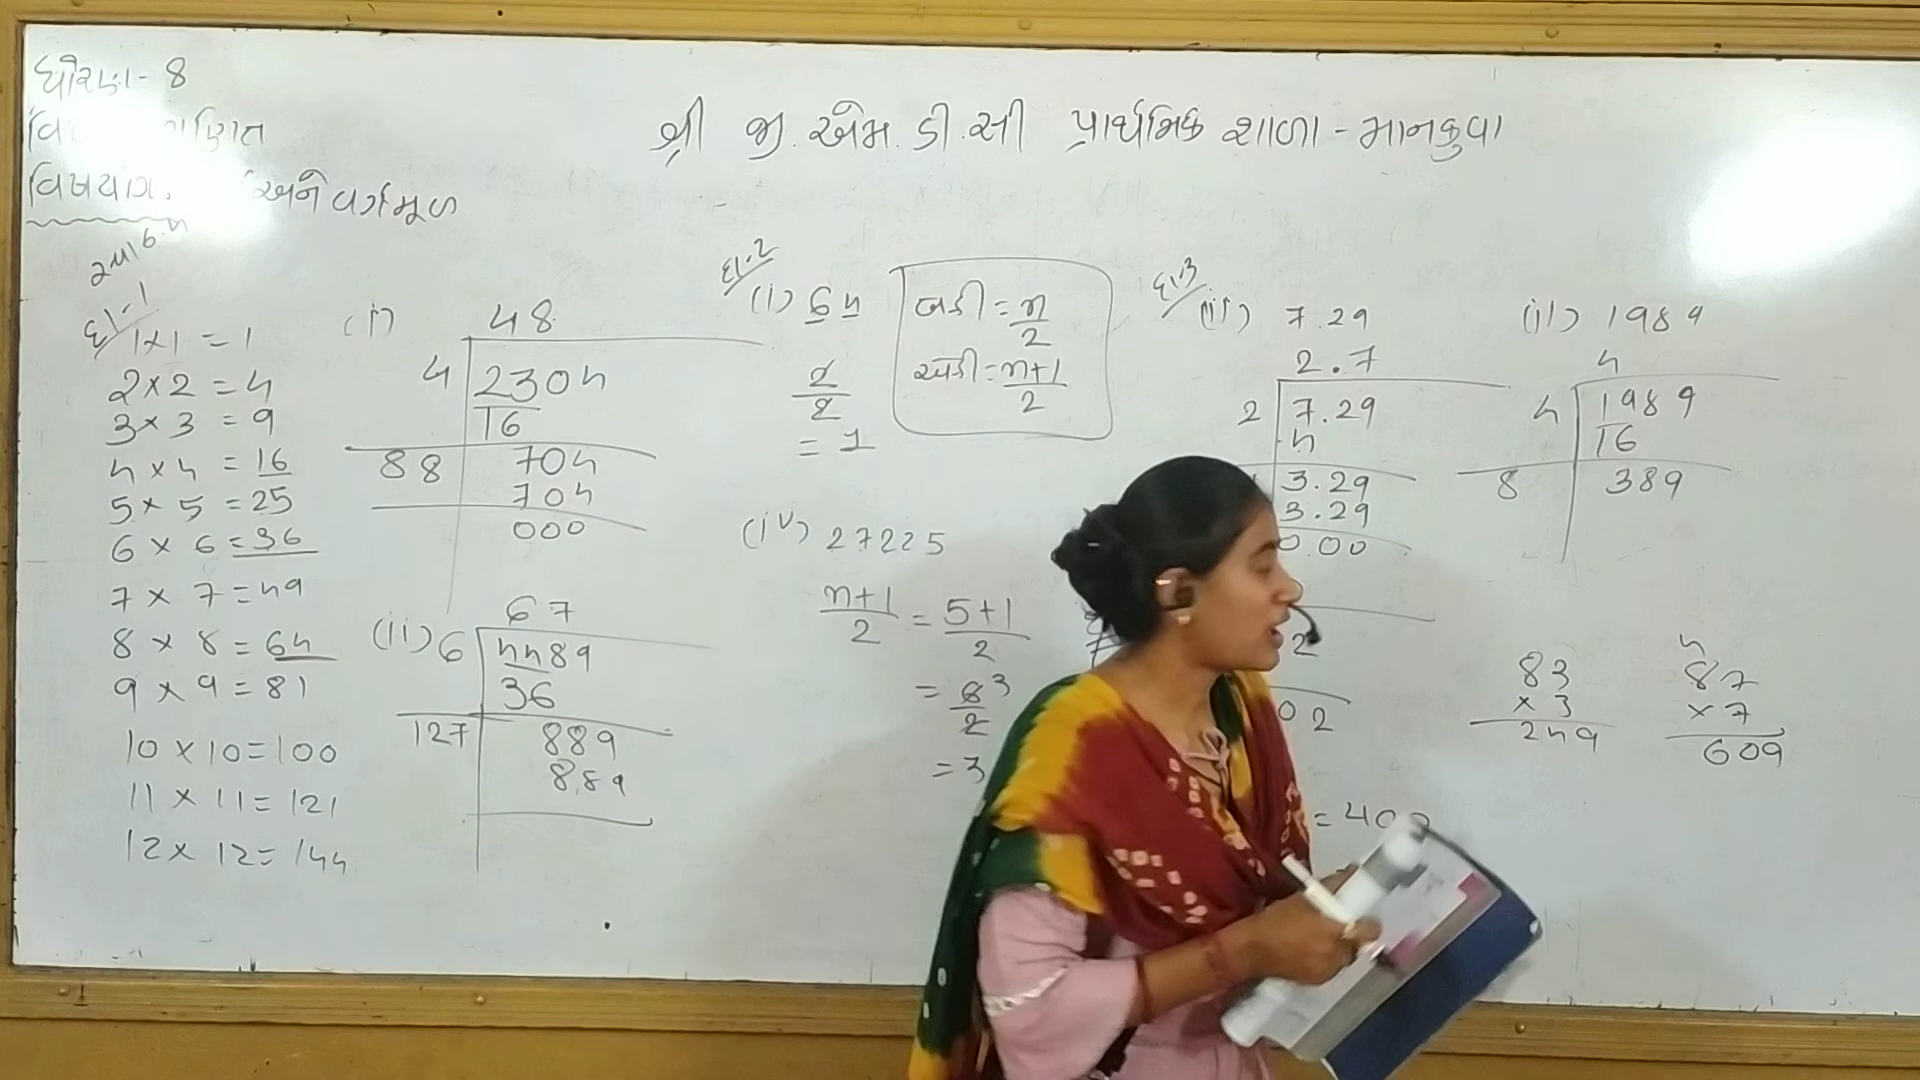 ધોરણ - 8
શ્રી જી. એમ. ડી. સી પ્રાથમિક શાળા - માનકુવા
અને વર્ગમૂળ
દા-1
1×1 = 1
2×2 = 4
3×3 = 9
4×4 = 16
5×5 = 25
6×6 = 36
7×7 = 49
8×8 = 64
9×9 = 81
10×10=100
11×11=121
12×12=144
(i)
48
4 2304
16
88 704
704
000
(ii)
67
6 4489
36
127 889
889
દા.2
(i) 64
2/2
= 1
બેકી = n/2
એકી = n+1/2
(iv) 27225
n+1/2 = 5+1/2
= 6/2 3
= 3
દા.3
(ii) 7.29
2.7
2 7.29
4
3.29
3.29
0.00
2
02
= 40
(ii) 1989
4
4 1989
16
8 389
83
×3
249
4
87
×7
609